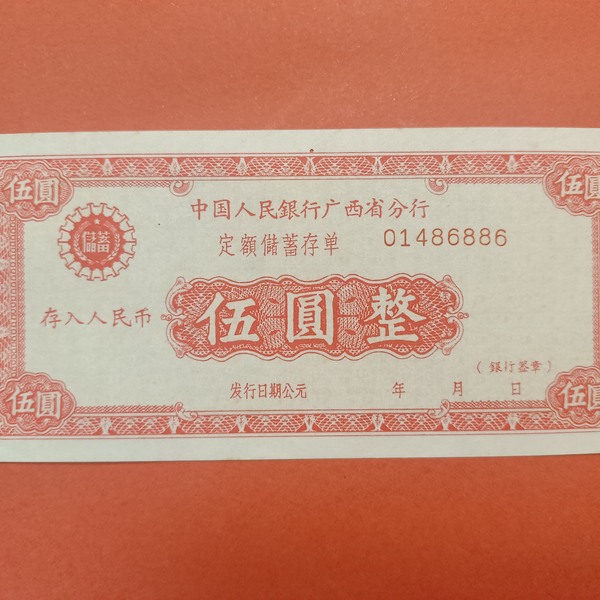 伍圓
伍圓
中国人民銀行广西省分行
儲蓄
定額儲蓄存单 01486886
存入人民币 伍圓整
(銀行签章)
发行日期公元 年 月 日
伍圓
伍圓